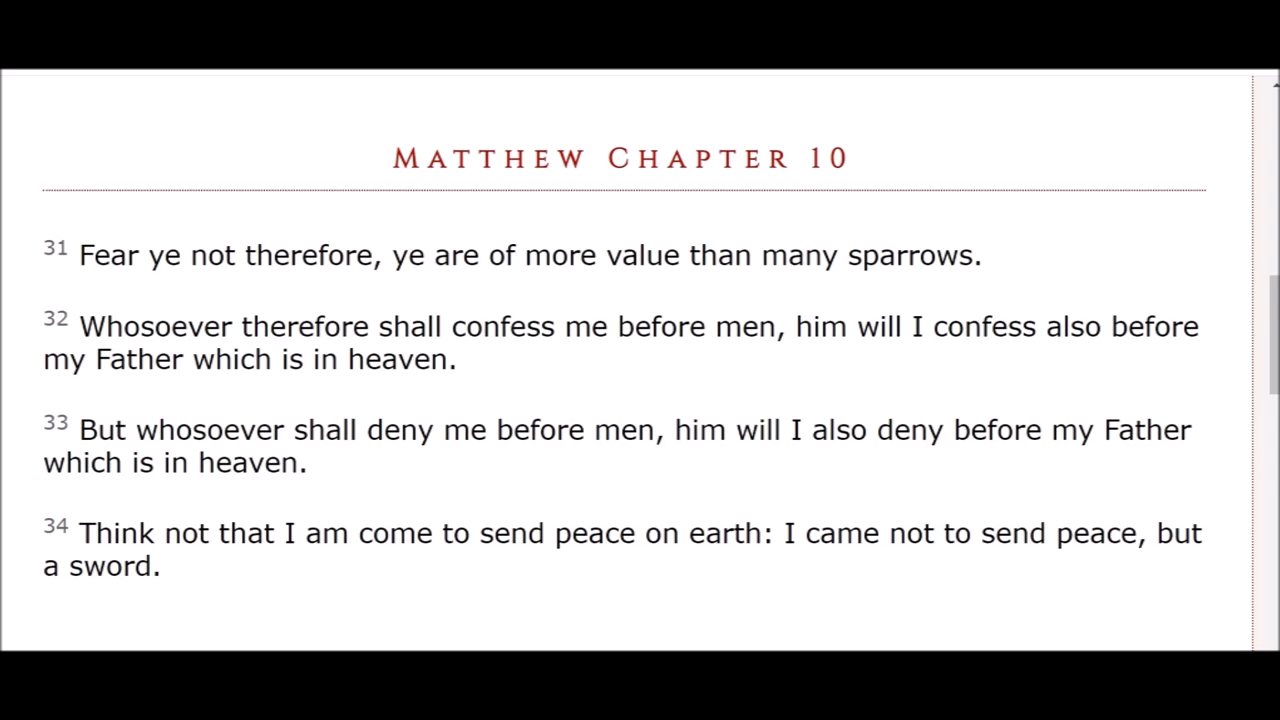 Matthew Chapter 10
31 Fear ye not therefore, ye are of more value than many sparrows.
32 Whosoever therefore shall confess me before men, him will I confess also before
my Father which is in heaven.
33 But whosoever shall deny me before men, him will I also deny before my Father
which is in heaven.
34 Think not that I am come to send peace on earth: I came not to send peace, but
a sword.